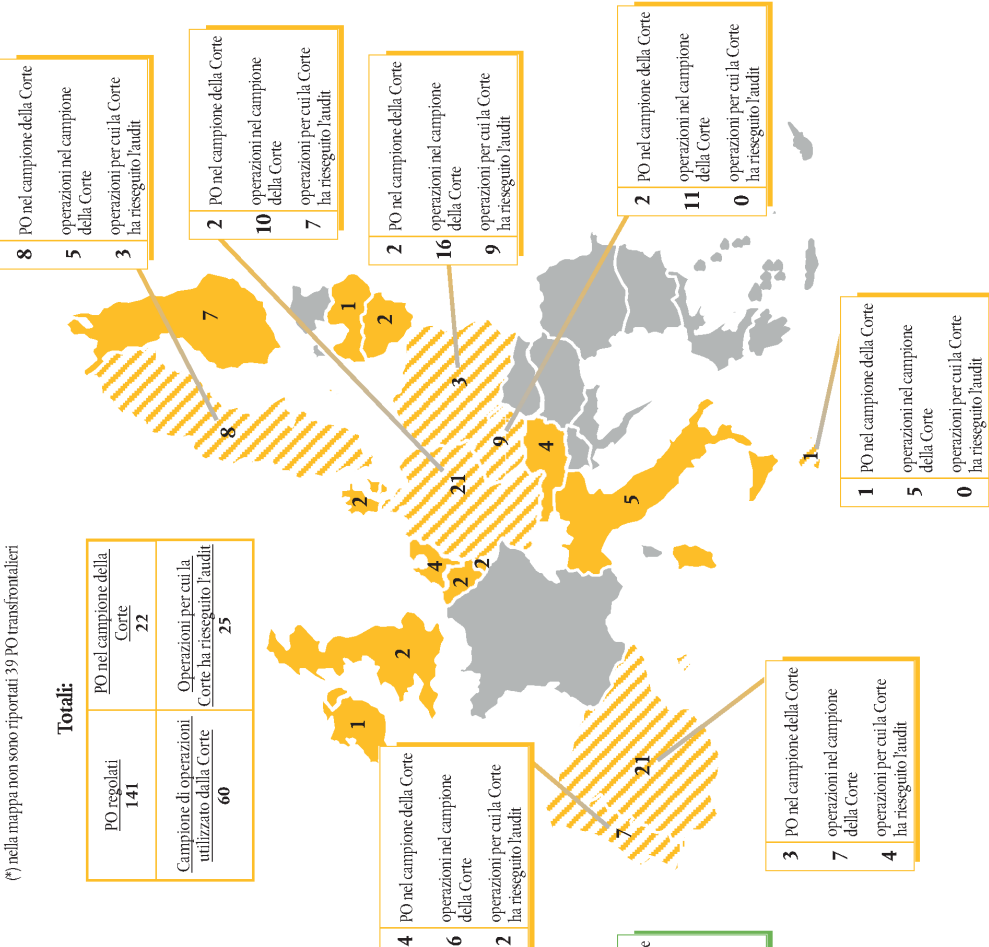 (*) nella mappa non sono riportati 39 PO transfrontalieri
Totali:
PO regolati
141
PO nel campione della
Corte
22
Campione di operazioni
utilizzato dalla Corte
60
Operazioni per cui la
Corte ha rieseguito l'audit
25
8 PO nel campione della Corte
5 operazioni nel campione
della Corte
3 operazioni per cui la Corte
ha rieseguito l'audit
2 PO nel campione della Corte
10 operazioni nel campione
della Corte
7 operazioni per cui la Corte
ha rieseguito l'audit
2 PO nel campione della Corte
16 operazioni nel campione
della Corte
9 operazioni per cui la Corte
ha rieseguito l'audit
2 PO nel campione della Corte
11 operazioni nel campione
della Corte
0 operazioni per cui la Corte
ha rieseguito l'audit
1 PO nel campione della Corte
5 operazioni nel campione
della Corte
0 operazioni per cui la Corte
ha rieseguito l'audit
3 PO nel campione della Corte
7 operazioni nel campione
della Corte
4 operazioni per cui la Corte
ha rieseguito l'audit
4 PO nel campione della Corte
6 operazioni nel campione
della Corte
2 operazioni per cui la Corte
ha rieseguito l'audit
7
8
1
2
3
2
21
9
4
5
4
2
2
2
1
21
7
1